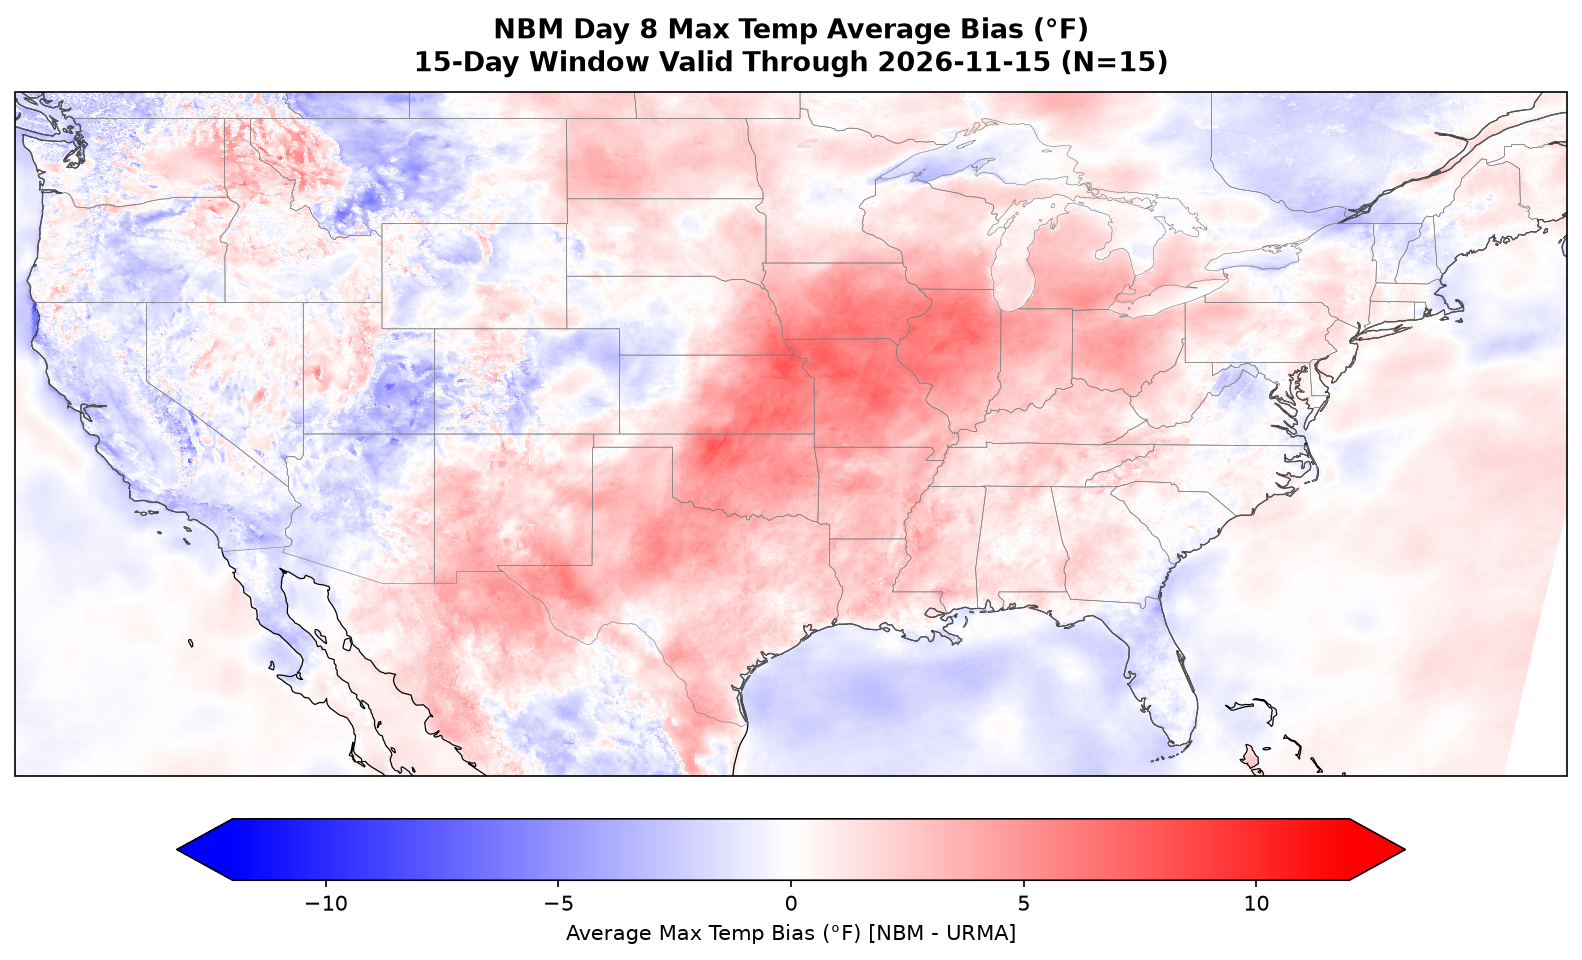 NBM Day 8 Max Temp Average Bias (°F)
15-Day Window Valid Through 2026-11-15 (N=15)
−10 −5 0 5 10
Average Max Temp Bias (°F) [NBM - URMA]